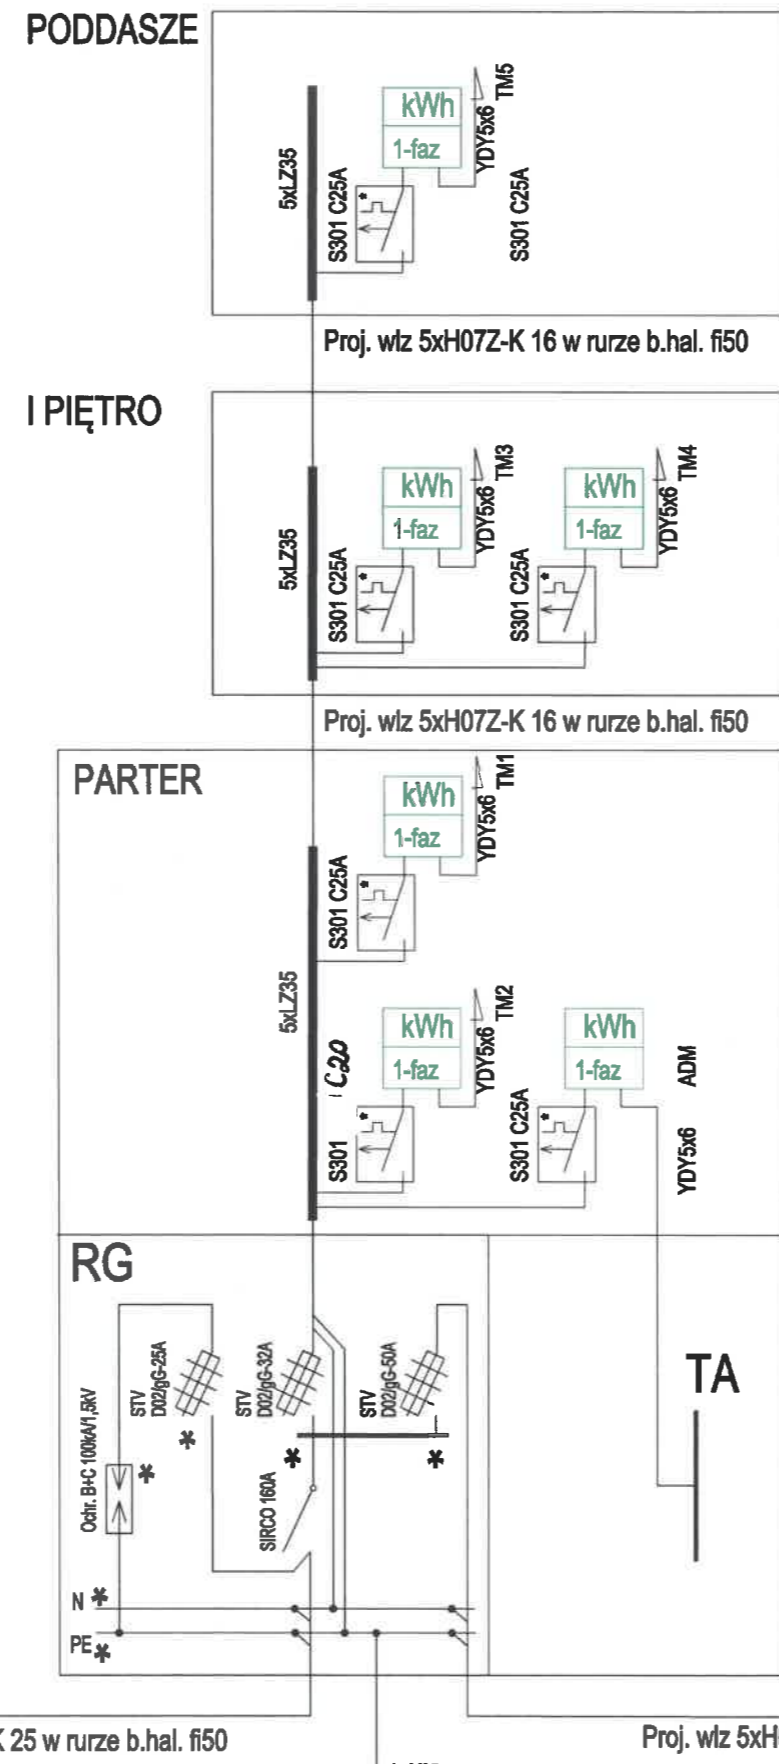 PODDASZE
5xLZ35
S301 C25A
kWh
1-faz
YDY5x6
TM5
S301 C25A
Proj. wlz 5xH07Z-K 16 w rurze b.hal. fi50
I PIĘTRO
5xLZ35
S301 C25A
kWh
1-faz
YDY5x6
TM3
S301 C25A
kWh
1-faz
YDY5x6
TM4
Proj. wlz 5xH07Z-K 16 w rurze b.hal. fi50
PARTER
S301 C25A
kWh
1-faz
YDY5x6
TM1
5xLZ35
S301
C20
kWh
1-faz
YDY5x6
TM2
S301 C25A
kWh
1-faz
YDY5x6
ADM
RG
Ochr. B+C 100kA/1,5kV
STV
D02/gG-25A
STV
D02/gG-32A
STV
D02/gG-50A
SIRCO 160A
TA
N
PE
K 25 w rurze b.hal. fi50
Proj. wlz 5xH